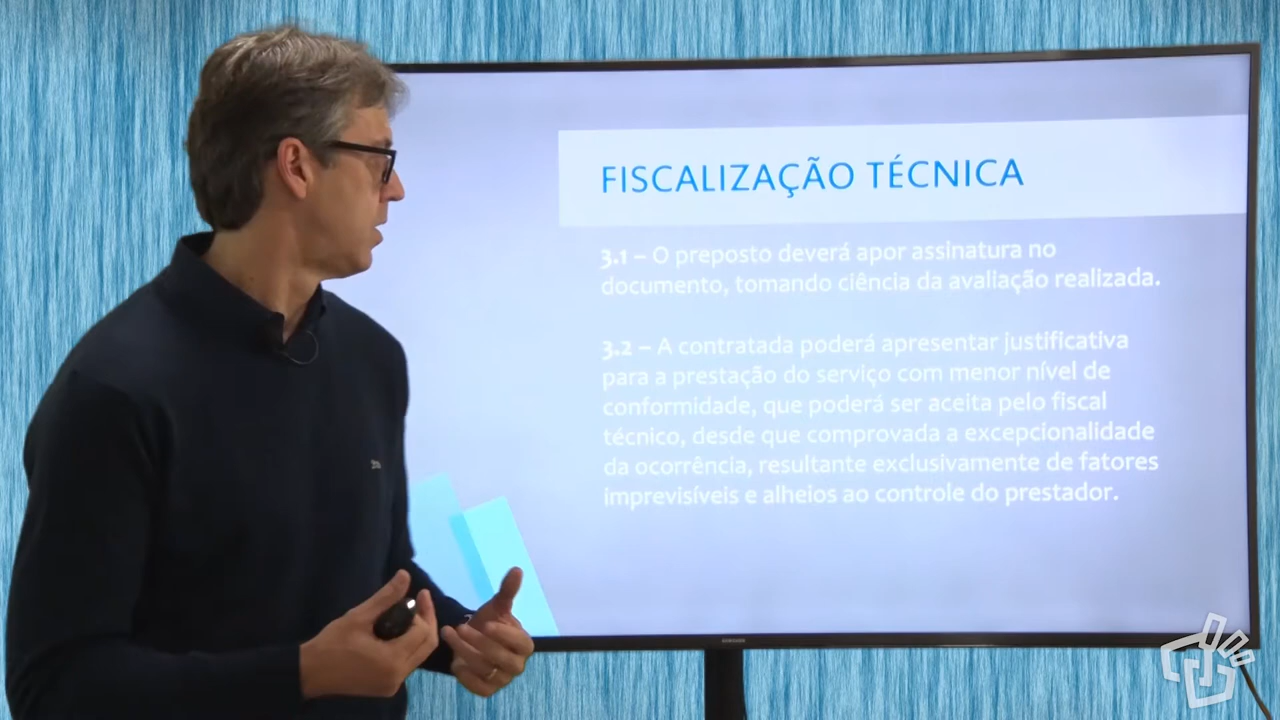 FISCALIZAÇÃO TÉCNICA
3.1 – O preposto deverá apor assinatura no
documento, tomando ciência da avaliação realizada.
3.2 – A contratada poderá apresentar justificativa
para a prestação do serviço com menor nível de
conformidade, que poderá ser aceita pelo fiscal
técnico, desde que comprovada a excepcionalidade
da ocorrência, resultante exclusivamente de fatores
imprevisíveis e alheios ao controle do prestador.